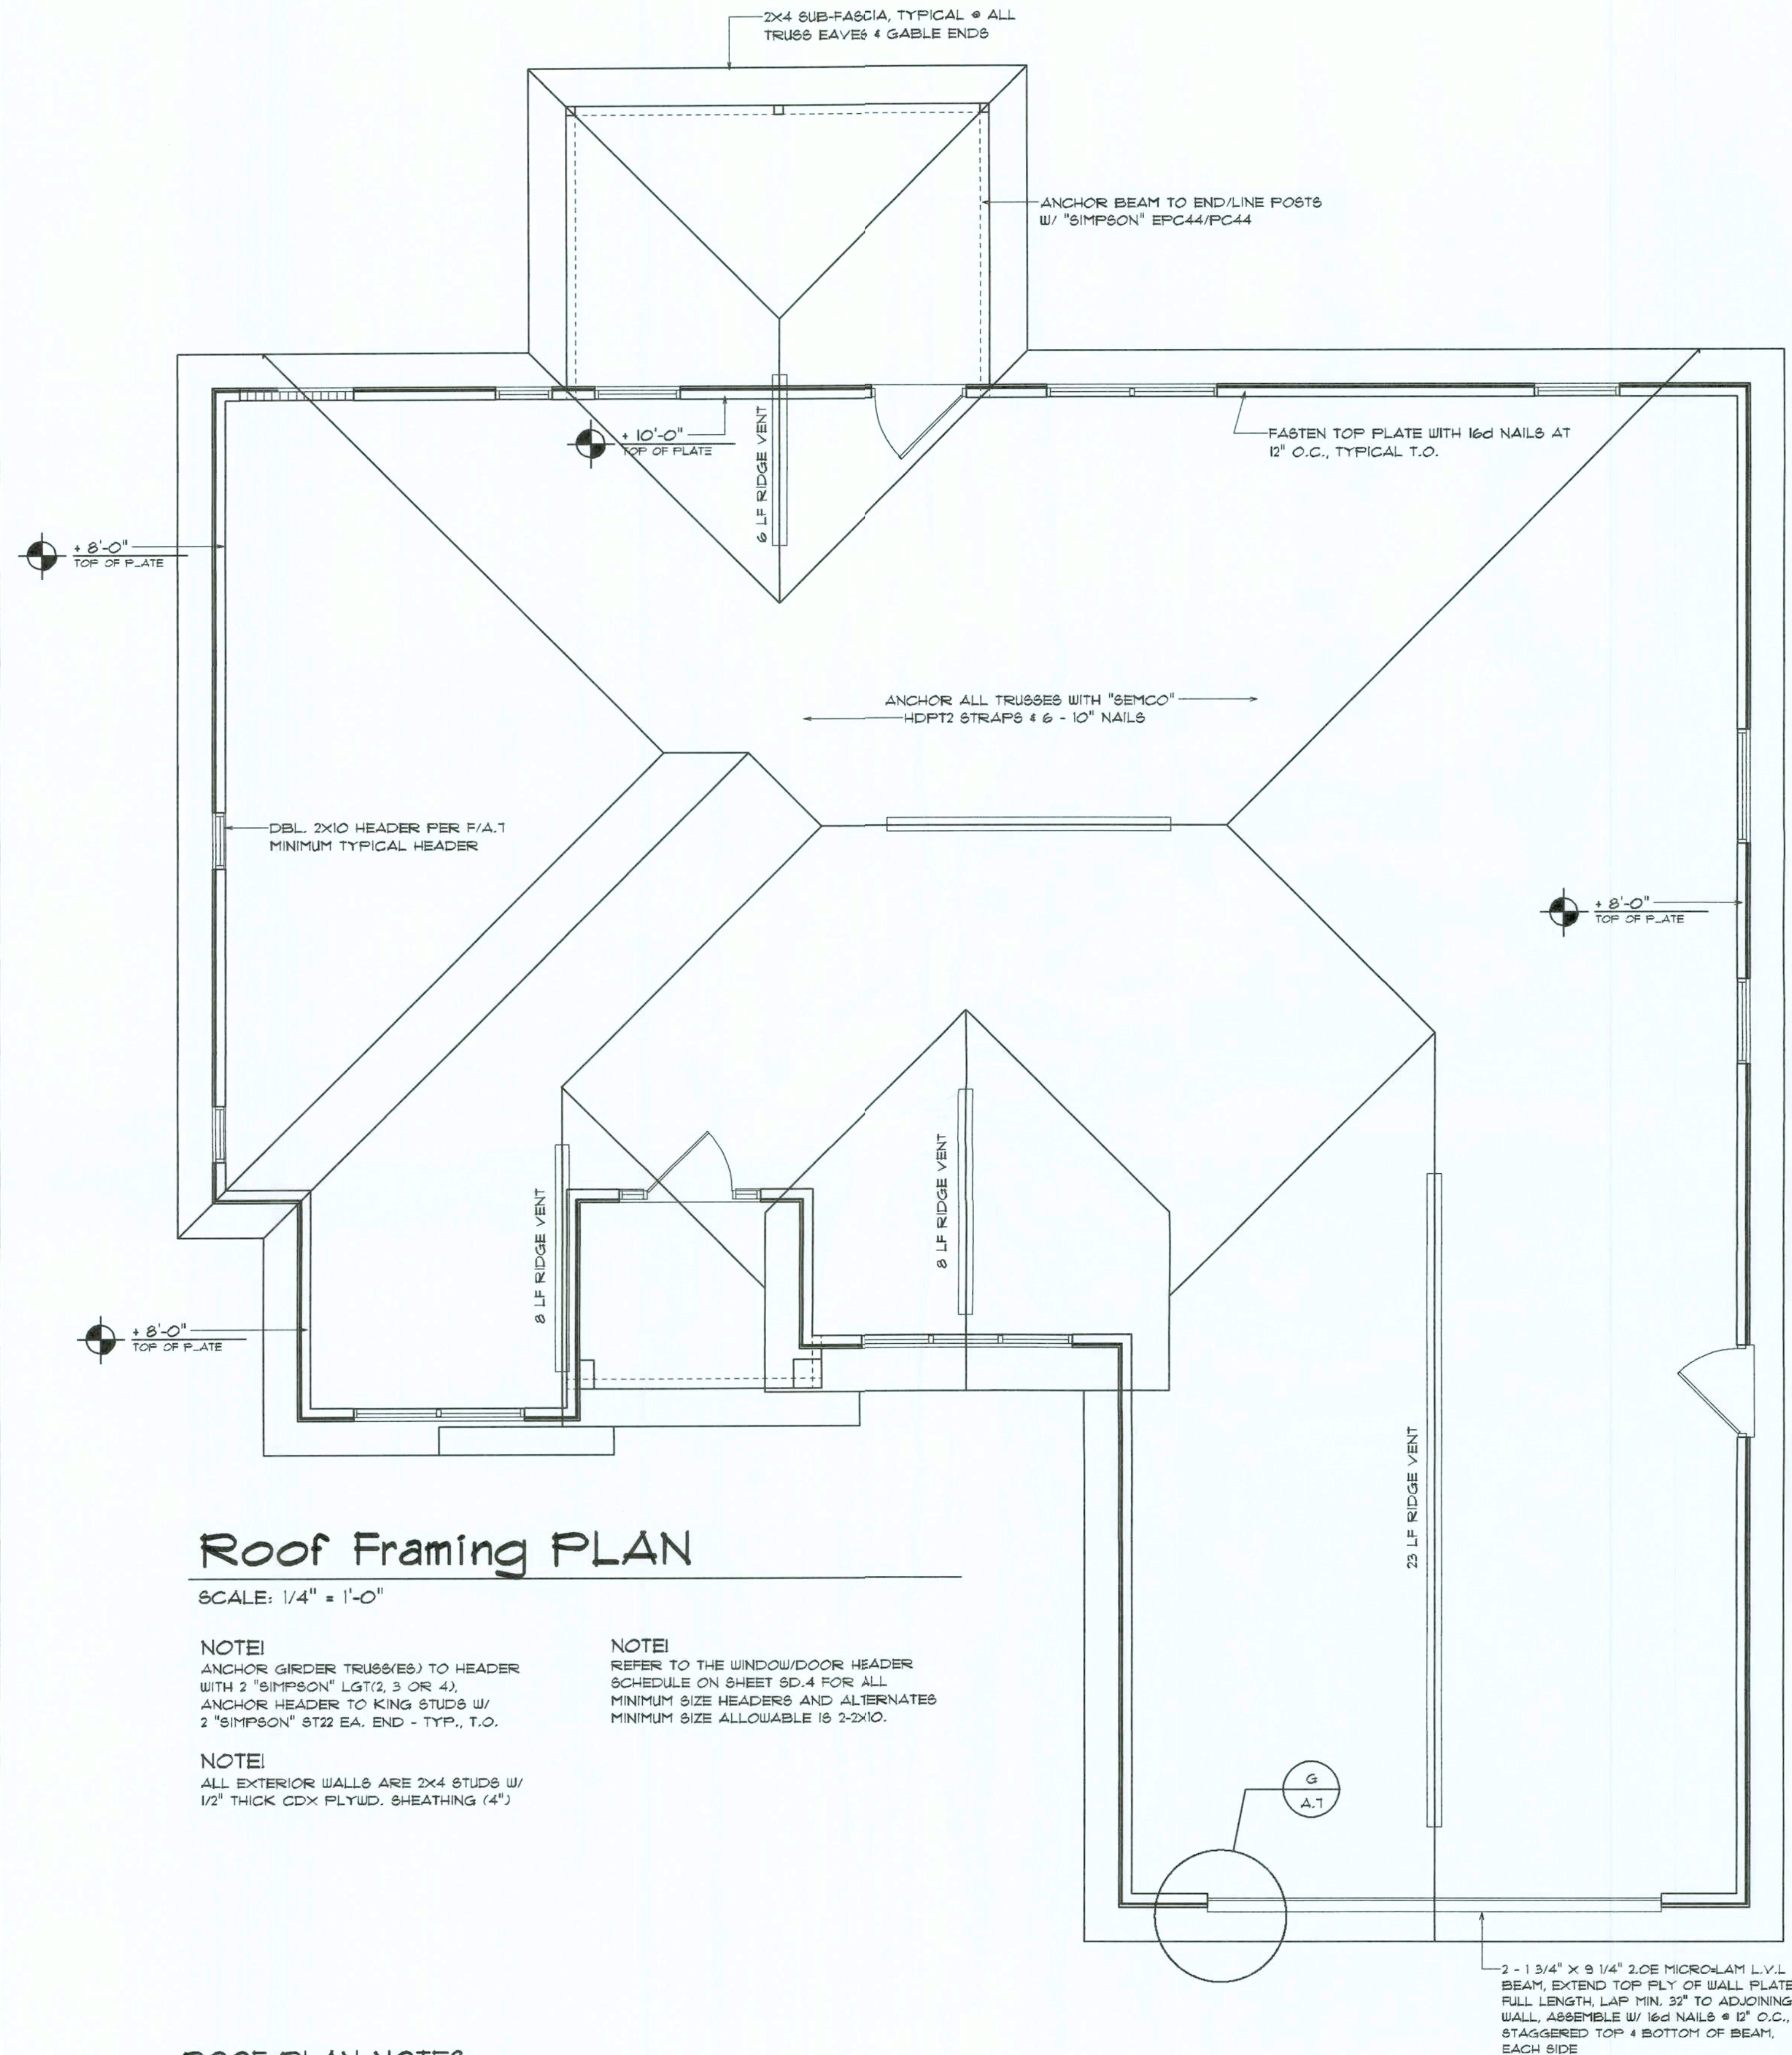 2X4 SUB-FASCIA, TYPICAL @ ALL
TRUSS EAVES & GABLE ENDS
ANCHOR BEAM TO END/LINE POSTS
W/ "SIMPSON" EPC44/PC44
+ 10'-0"
TOP OF PLATE
6 LF RIDGE VENT
FASTEN TOP PLATE WITH 16d NAILS AT
12" O.C., TYPICAL T.O.
+ 8'-0"
TOP OF PLATE
ANCHOR ALL TRUSSES WITH "SEMCO"
HDPT2 STRAPS & 6 - 10" NAILS
DBL. 2X10 HEADER PER F/A.7
MINIMUM TYPICAL HEADER
+ 8'-0"
TOP OF PLATE
8 LF RIDGE VENT
8 LF RIDGE VENT
+ 8'-0"
TOP OF PLATE
23 LF RIDGE VENT
Roof Framing PLAN
SCALE: 1/4" = 1'-0"
NOTE!
ANCHOR GIRDER TRUSS(ES) TO HEADER
WITH 2 "SIMPSON" LGT(2, 3 OR 4),
ANCHOR HEADER TO KING STUDS W/
2 "SIMPSON" ST22 EA. END - TYP., T.O.
NOTE!
ALL EXTERIOR WALLS ARE 2X4 STUDS W/
1/2" THICK CDX PLYWD. SHEATHING (4")
NOTE!
REFER TO THE WINDOW/DOOR HEADER
SCHEDULE ON SHEET SD.4 FOR ALL
MINIMUM SIZE HEADERS AND ALTERNATES
MINIMUM SIZE ALLOWABLE IS 2-2X10.
G
A.7
2 - 1 3/4" X 9 1/4" 2.0E MICRO=LAM L.V.L
BEAM, EXTEND TOP PLY OF WALL PLATE
FULL LENGTH, LAP MIN. 32" TO ADJOINING
WALL, ASSEMBLE W/ 16d NAILS @ 12" O.C.,
STAGGERED TOP & BOTTOM OF BEAM,
EACH SIDE
ROOF PLAN NOTES